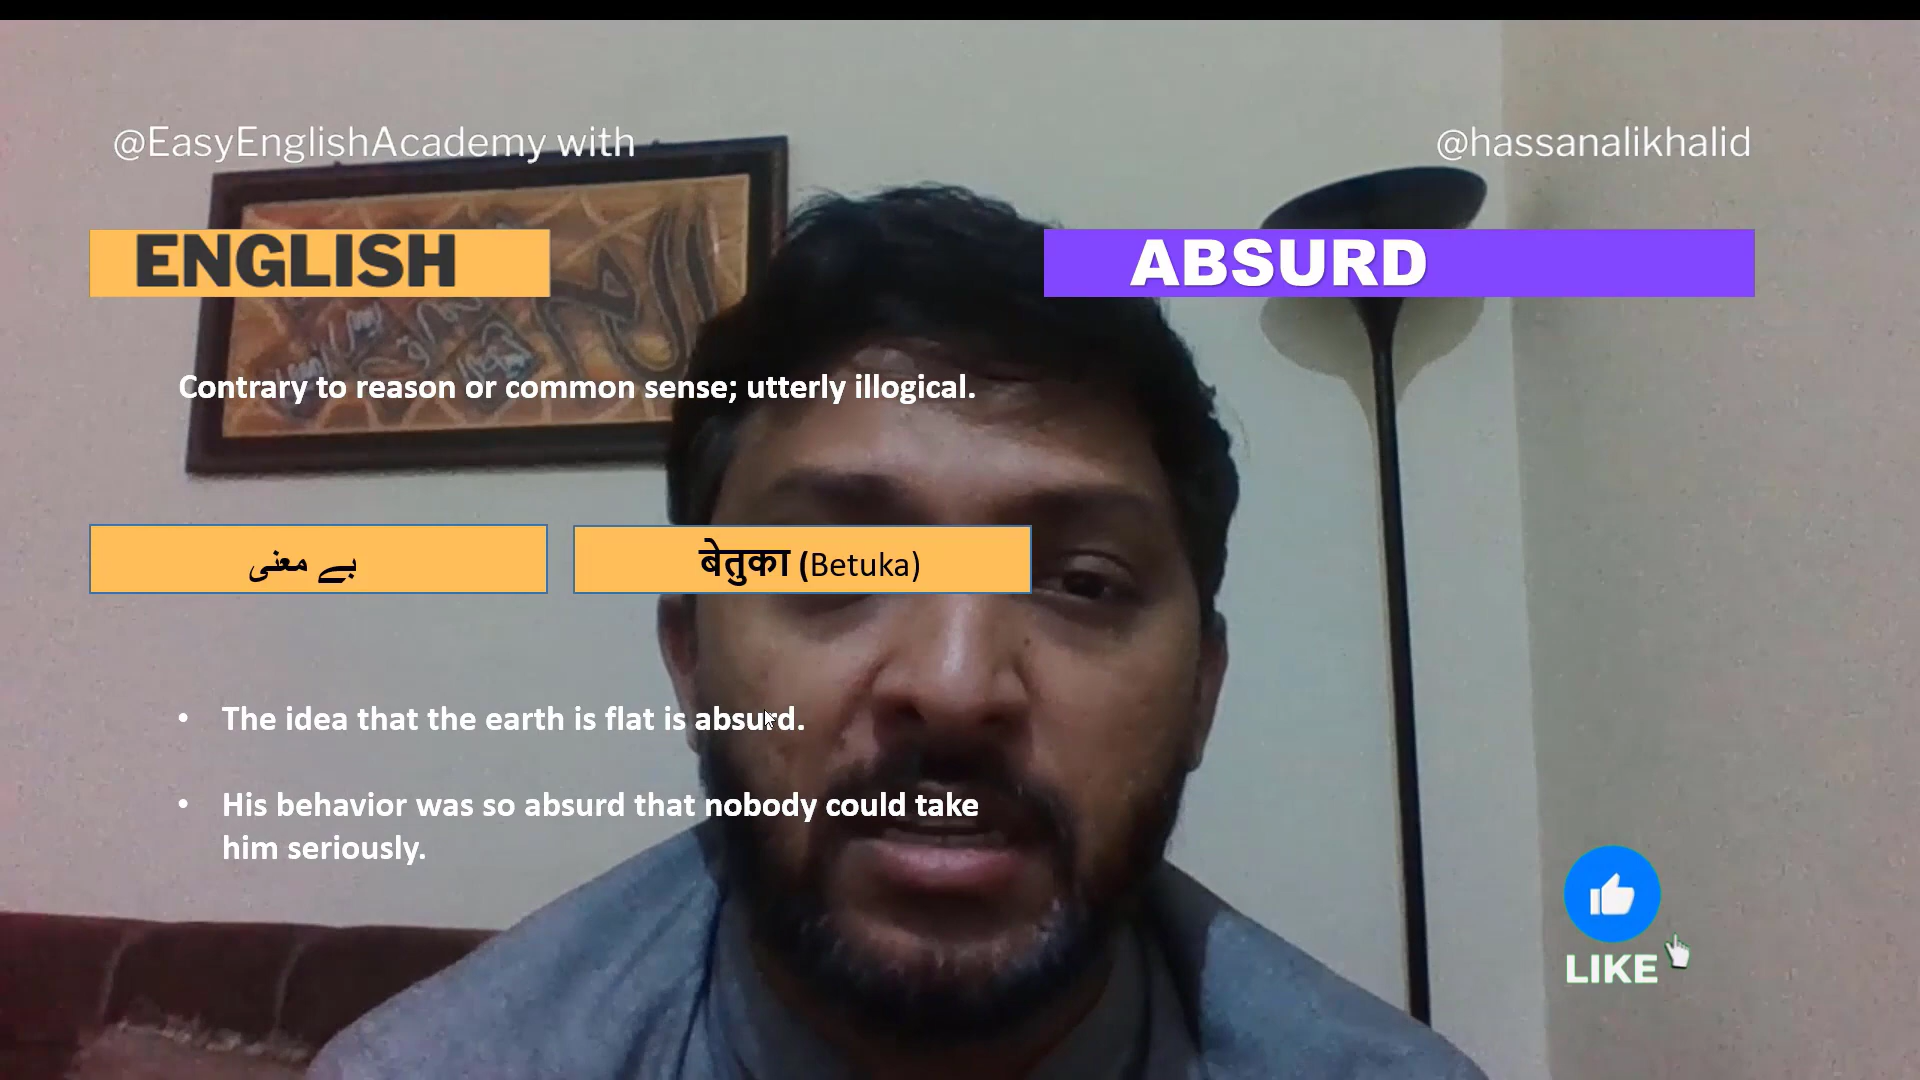 @EasyEnglishAcademy with
@hassanalikhalid
ENGLISH
ABSURD
Contrary to reason or common sense; utterly illogical.
بے معنی
बेतुका (Betuka)
• The idea that the earth is flat is absurd.
• His behavior was so absurd that nobody could take
him seriously.
LIKE